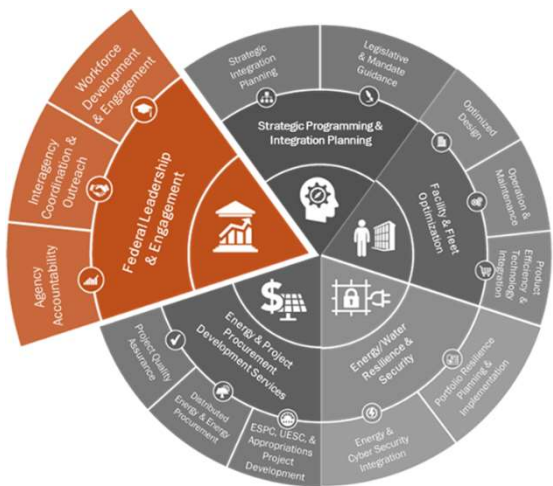 Workforce
Development
& Engagement
Interagency
Coordination &
Outreach
Agency
Accountability
Federal Leadership
& Engagement
Strategic
Integration
Planning
Legislative
& Mandate
Guidance
Strategic Programming &
Integration Planning
Optimized
Design
Operation &
Maintenance
Product
Efficiency &
Technology
Integration
Facility & Fleet
Optimization
Portfolio Resilience
Planning &
Implementation
Energy &
Cyber Security
Integration
Energy/Water
Resilience &
Security
ESPC, UESC, &
Appropriations
Project
Development
Distributed
Energy & Energy
Procurement
Project Quality
Assurance
Energy & Project
Procurement
Development Services
$